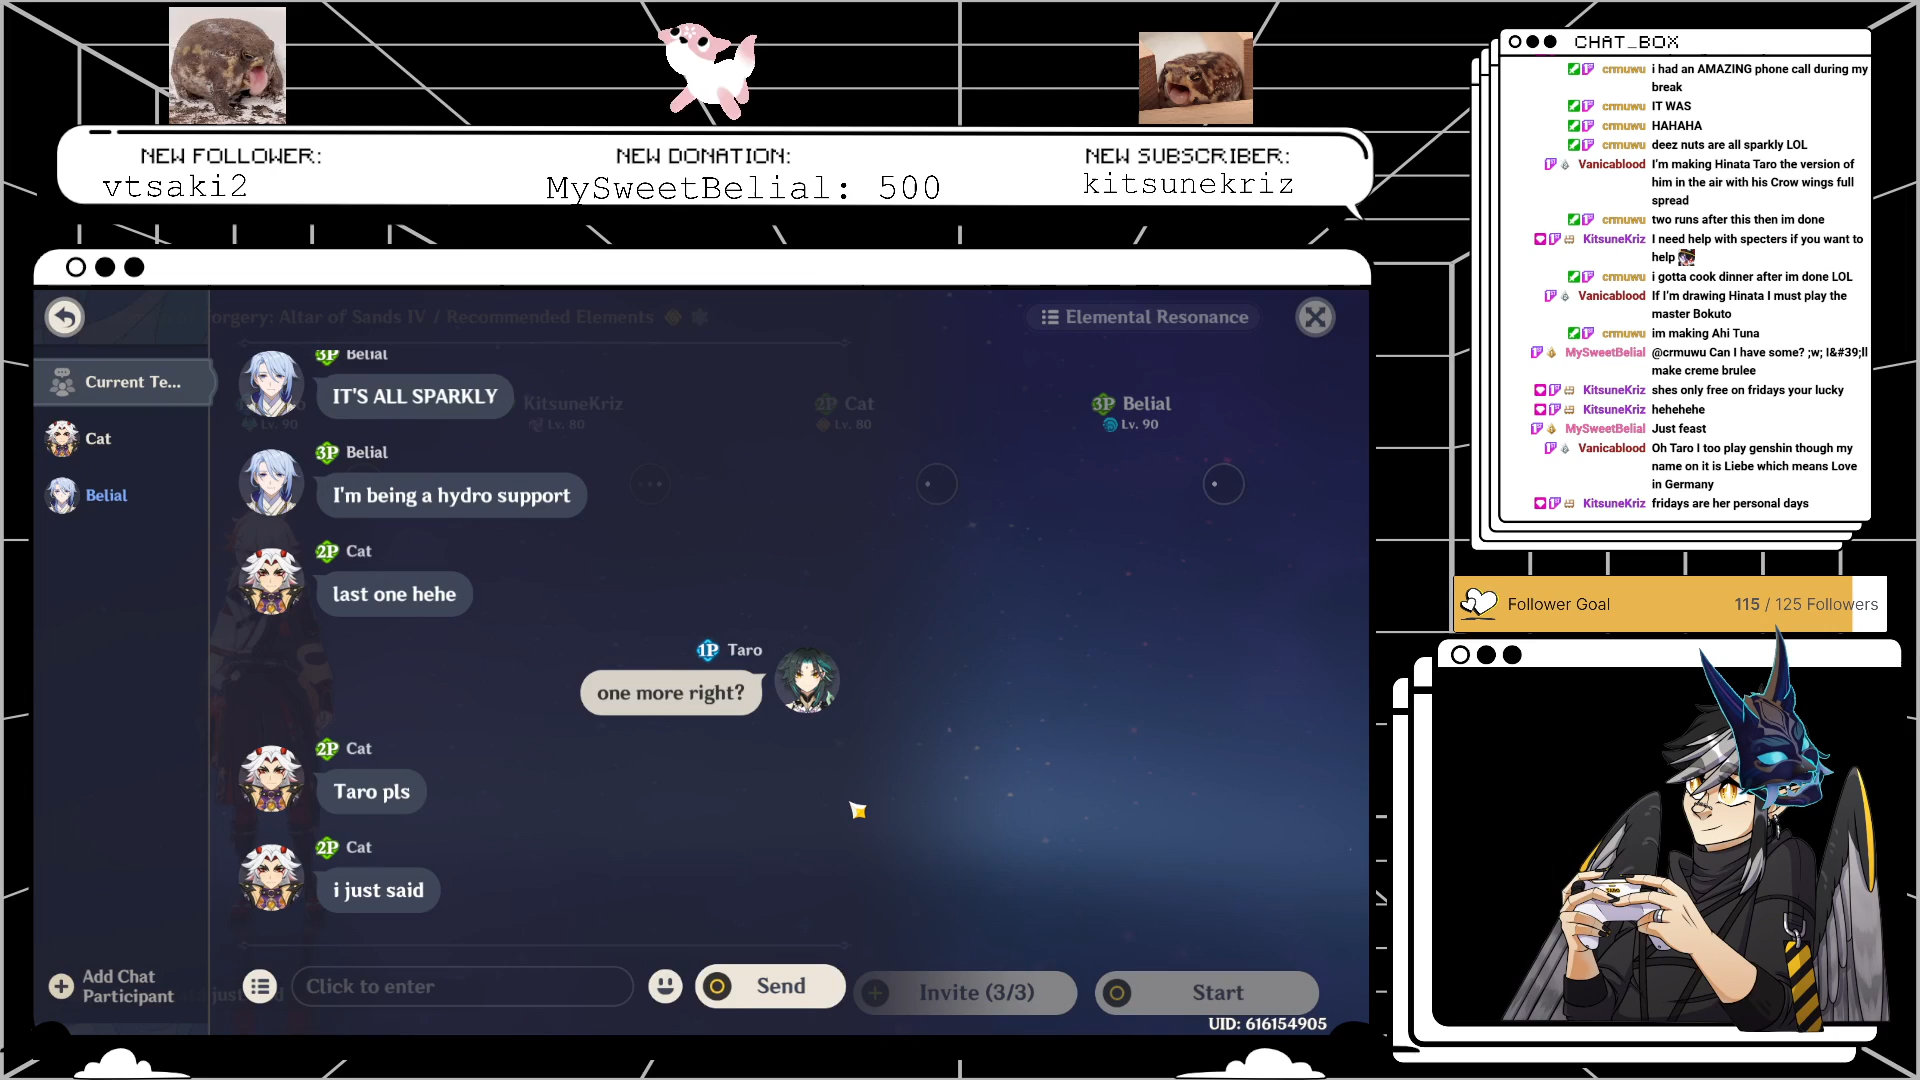 NEW FOLLOWER:
vtsaki2
NEW DONATION:
MySweetBelial: 500
NEW SUBSCRIBER:
kitsunekriz
orgery: Altar of Sands IV / Recommended Elements
Elemental Resonance
Current Te...
Cat
Belial
Add Chat
Participant
3P Belial
IT'S ALL SPARKLY
3P Belial
I'm being a hydro support
2P Cat
last one hehe
1P Taro
one more right?
2P Cat
Taro pls
2P Cat
i just said
Lv. 90
KitsuneKriz
Lv. 80
2P Cat
Lv. 80
3P Belial
Lv. 90
Click to enter
Send
Invite (3/3)
Start
UID: 616154905
CHAT_BOX
crmuwu i had an AMAZING phone call during my
break
crmuwu IT WAS
crmuwu HAHAHA
crmuwu deez nuts are all sparkly LOL
Vanicablood I'm making Hinata Taro the version of
him in the air with his Crow wings full
spread
crmuwu two runs after this then im done
KitsuneKriz I need help with specters if you want to
help
crmuwu i gotta cook dinner after im done LOL
Vanicablood If I'm drawing Hinata I must play the
master Bokuto
crmuwu im making Ahi Tuna
MySweetBelial @crmuwu Can I have some? ;w; I&#39;ll
make creme brulee
KitsuneKriz shes only free on fridays your lucky
KitsuneKriz hehehehe
MySweetBelial Just feast
Vanicablood Oh Taro I too play genshin though my
name on it is Liebe which means Love
in Germany
KitsuneKriz fridays are her personal days
Follower Goal
115 / 125 Followers